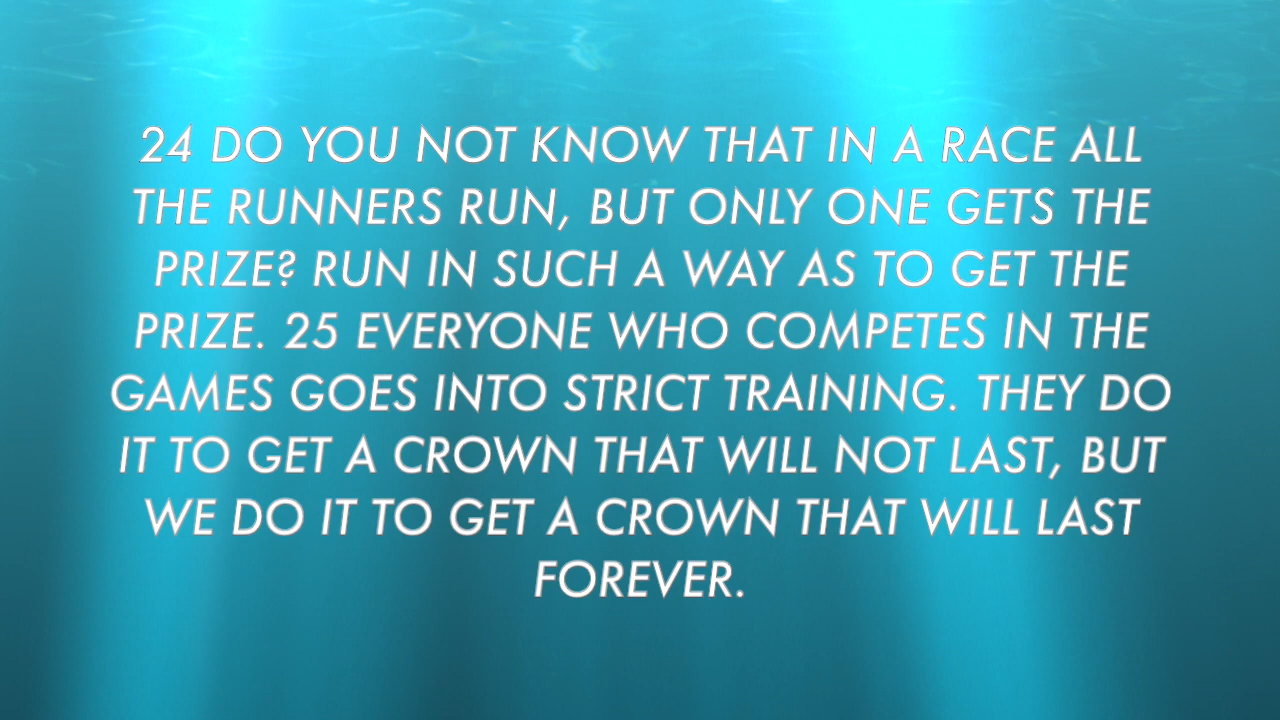 24 DO YOU NOT KNOW THAT IN A RACE ALL
THE RUNNERS RUN, BUT ONLY ONE GETS THE
PRIZE? RUN IN SUCH A WAY AS TO GET THE
PRIZE. 25 EVERYONE WHO COMPETES IN THE
GAMES GOES INTO STRICT TRAINING. THEY DO
IT TO GET A CROWN THAT WILL NOT LAST, BUT
WE DO IT TO GET A CROWN THAT WILL LAST
FOREVER.